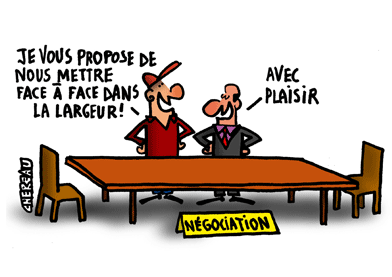 JE VOUS PROPOSE DE
NOUS METTRE
FACE À FACE DANS
LA LARGEUR!
AVEC
PLAISIR
CHEREAU
NÉGOCIATION